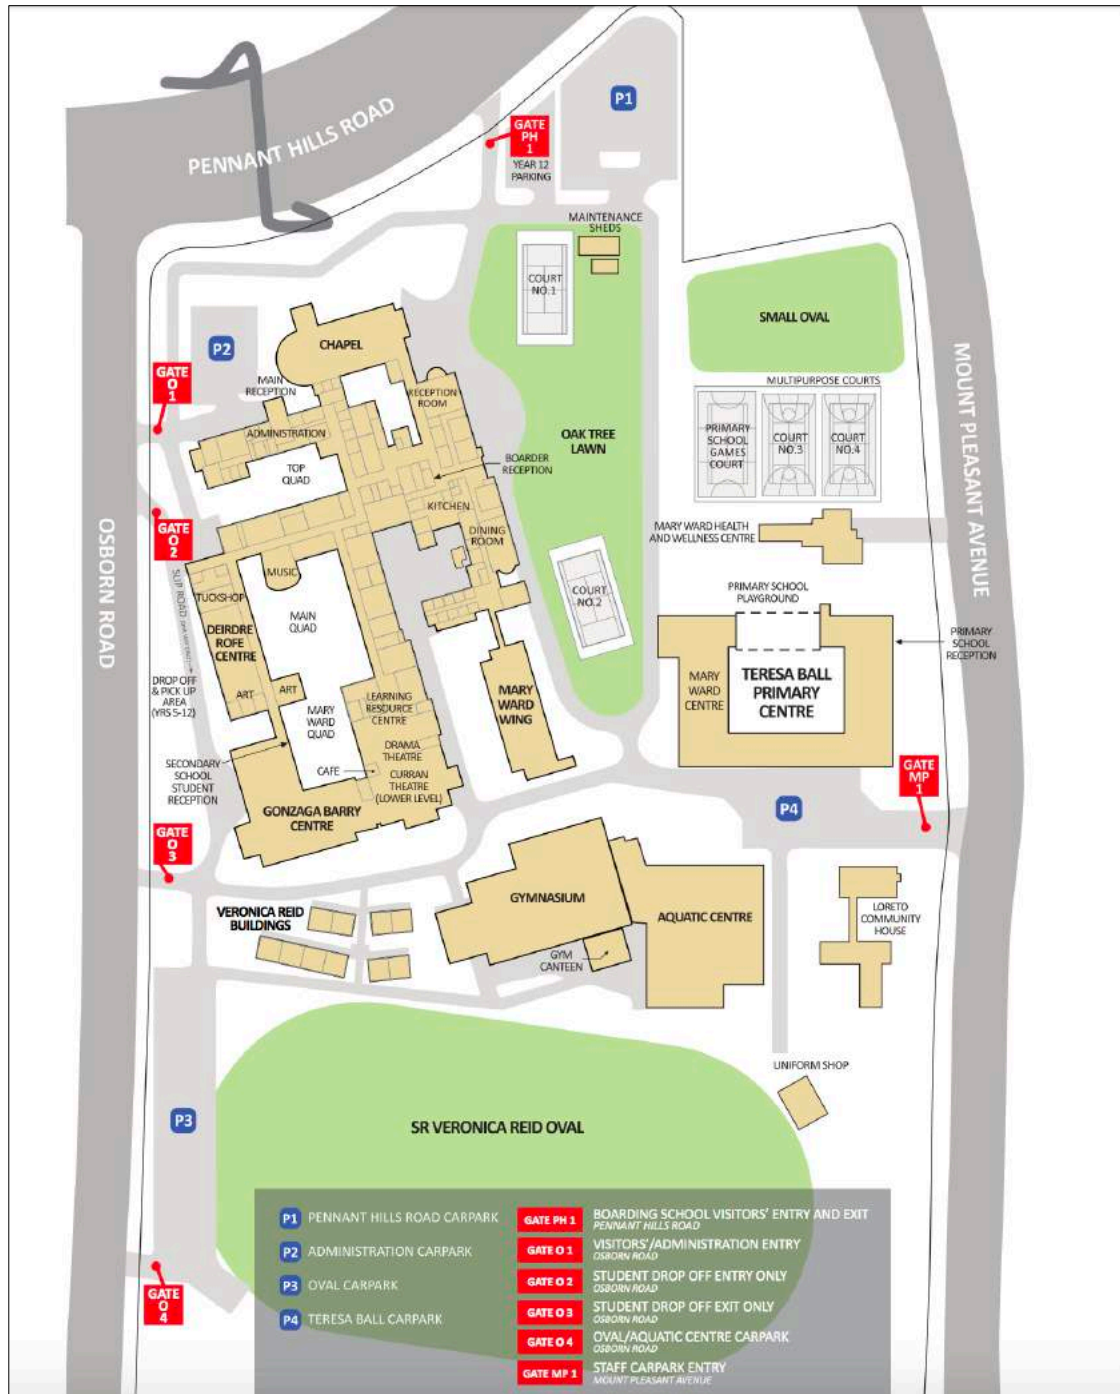 PENNANT HILLS ROAD
P1
GATE
PH
1
YEAR 12
PARKING
MAINTENANCE
SHEDS
COURT
NO.1
SMALL OVAL
MOUNT PLEASANT AVENUE
CHAPEL
P2
GATE
O
1
MAIN
RECEPTION
RECEPTION
ROOM
MULTIPURPOSE COURTS
PRIMARY
SCHOOL
GAMES
COURT
COURT
NO.3
COURT
NO.4
ADMINISTRATION
OAK TREE
LAWN
BOARDER
RECEPTION
TOP
QUAD
KITCHEN
DINING
ROOM
MARY WARD HEALTH
AND WELLNESS CENTRE
GATE
O
2
OSBORN ROAD
SLIP ROAD
MUSIC
TUCKSHOP
MAIN
QUAD
COURT
NO.2
PRIMARY SCHOOL
PLAYGROUND
DEIRDRE
ROFE
CENTRE
PRIMARY
SCHOOL
RECEPTION
DROP OFF
& PICK UP
AREA
(YRS 5-12)
ART
ART
MARY
WARD
QUAD
LEARNING
RESOURCE
CENTRE
MARY
WARD
WING
MARY
WARD
CENTRE
TERESA BALL
PRIMARY
CENTRE
SECONDARY
SCHOOL
STUDENT
RECEPTION
DRAMA
THEATRE
CAFE
CURRAN
THEATRE
(LOWER LEVEL)
GATE
MP
1
P4
GONZAGA BARRY
CENTRE
GATE
O
3
VERONICA REID
BUILDINGS
GYMNASIUM
AQUATIC CENTRE
GYM
CANTEEN
LORETO
COMMUNITY
HOUSE
UNIFORM SHOP
P3
SR VERONICA REID OVAL
GATE
O
4
P1 PENNANT HILLS ROAD CARPARK
P2 ADMINISTRATION CARPARK
P3 OVAL CARPARK
P4 TERESA BALL CARPARK
GATE PH 1 BOARDING SCHOOL VISITORS' ENTRY AND EXIT
PENNANT HILLS ROAD
GATE O 1 VISITORS'/ADMINISTRATION ENTRY
OSBORN ROAD
GATE O 2 STUDENT DROP OFF ENTRY ONLY
OSBORN ROAD
GATE O 3 STUDENT DROP OFF EXIT ONLY
OSBORN ROAD
GATE O 4 OVAL/AQUATIC CENTRE CARPARK
OSBORN ROAD
GATE MP 1 STAFF CARPARK ENTRY
MOUNT PLEASANT AVENUE